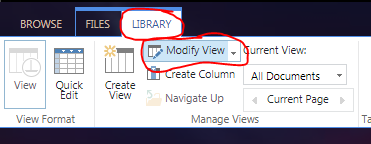 BROWSE FILES LIBRARY
View
Quick Edit
Create View
Modify View
Create Column
Navigate Up
Current View:
All Documents
Current Page
View Format
Manage Views
Ta